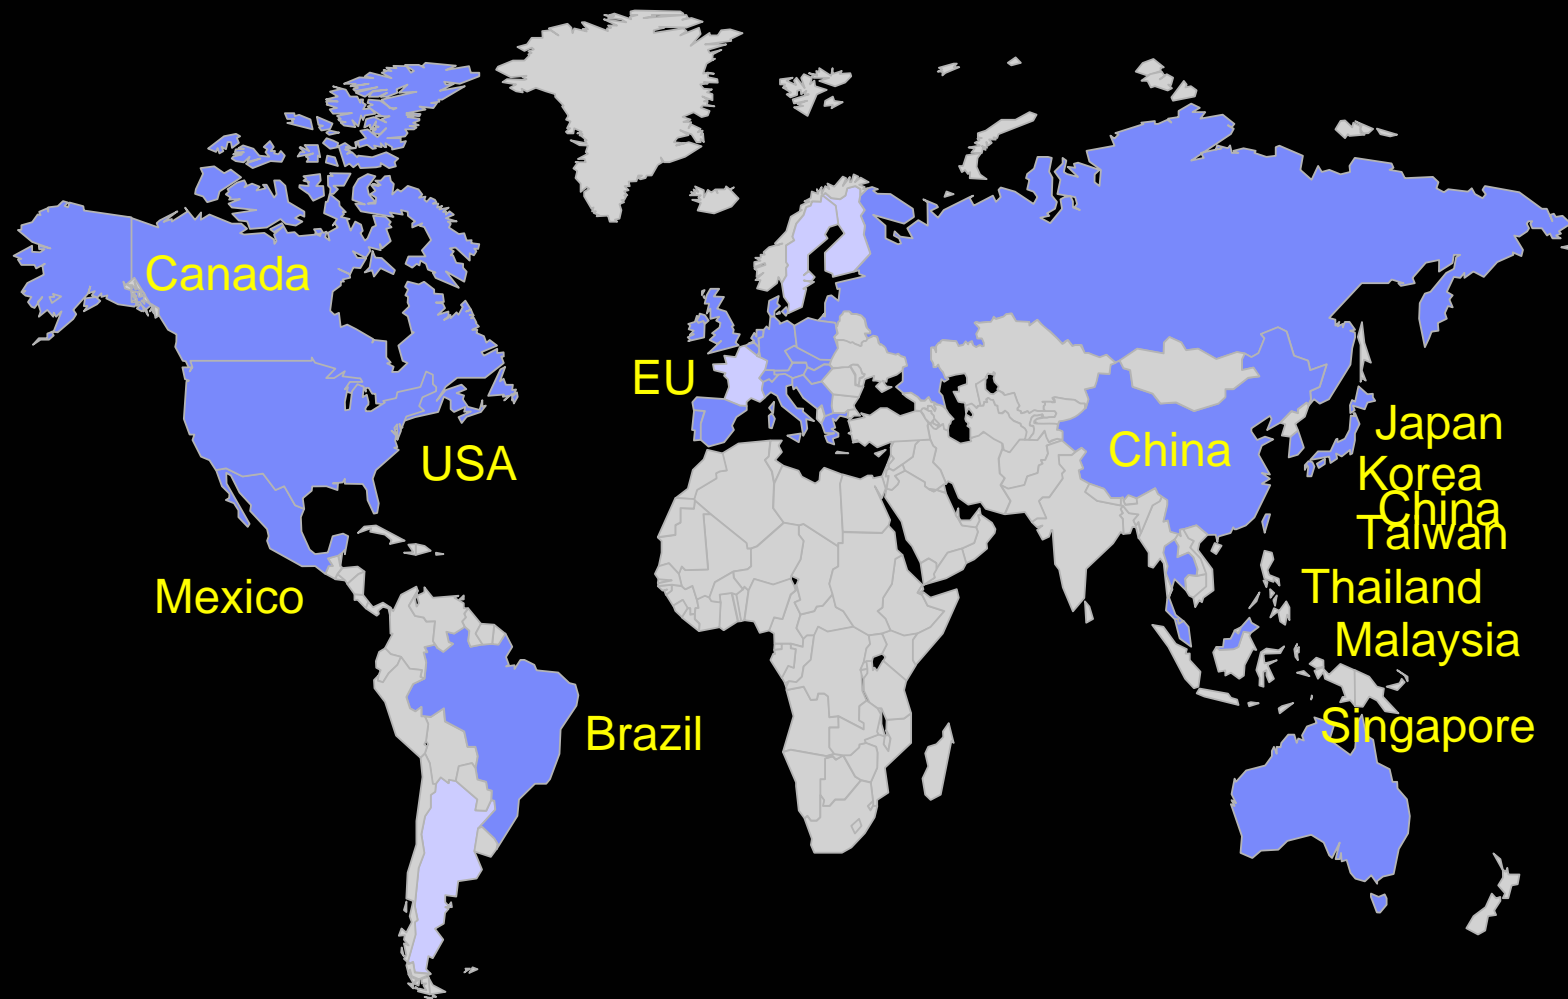 Canada
EU
USA
China
Japan
Korea
China
Taiwan
Thailand
Mexico
Malaysia
Brazil
Singapore